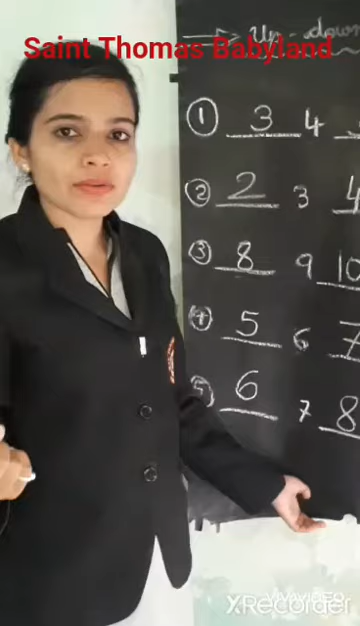 Saint Thomas Babyland
→ Up - down
① 3 4
② 2 3 4
③ 8 9 10
④ 5 6 7
⑤ 6 7 8
VIVAVIDEO
XRecorder